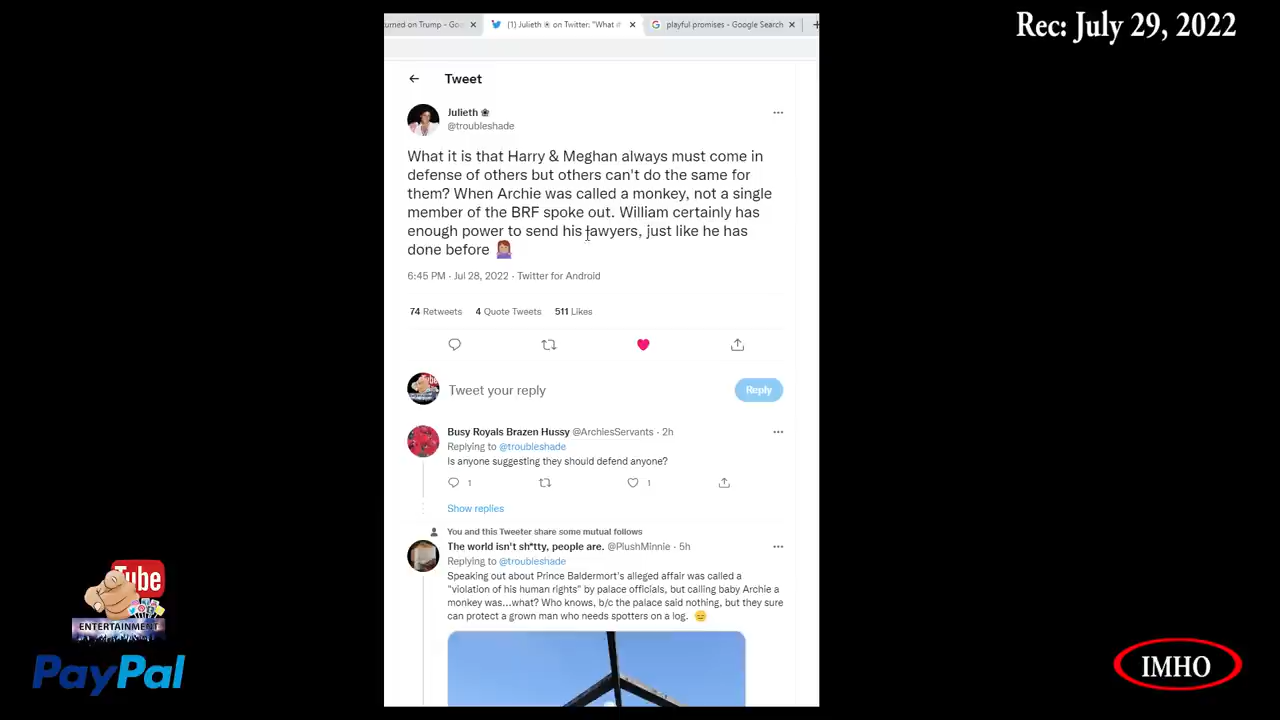 Rec: July 29, 2022
urned on Trump - Go
(1) Julieth ❀ on Twitter: "What it
playful promises - Google Search
Tweet
Julieth ❀
@troubleshade
What it is that Harry & Meghan always must come in
defense of others but others can't do the same for
them? When Archie was called a monkey, not a single
member of the BRF spoke out. William certainly has
enough power to send his lawyers, just like he has
done before 🤦🏽‍♀️
6:45 PM · Jul 28, 2022 · Twitter for Android
74 Retweets 4 Quote Tweets 511 Likes
Tweet your reply
Reply
Busy Royals Brazen Hussy @ArchiesServants · 2h
Replying to @troubleshade
Is anyone suggesting they should defend anyone?
1 1
Show replies
You and this Tweeter share some mutual follows
The world isn't sh*tty, people are. @PlushMinnie · 5h
Replying to @troubleshade
Speaking out about Prince Baldermort's alleged affair was called a
"violation of his human rights" by palace officials, but calling baby Archie a
monkey was...what? Who knows, b/c the palace said nothing, but they sure
can protect a grown man who needs spotters on a log. 😑
Tube
ENTERTAINMENT
PayPal
IMHO